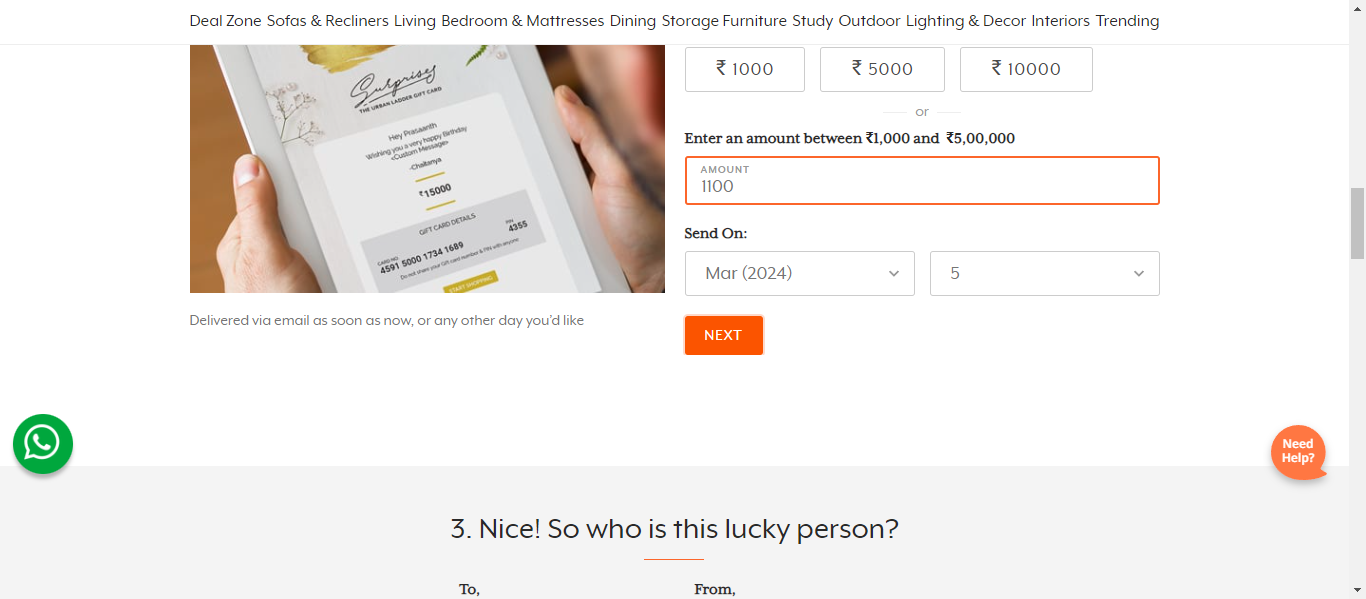 Deal Zone Sofas & Recliners Living Bedroom & Mattresses Dining Storage Furniture Study Outdoor Lighting & Decor Interiors Trending
Surprises
THE URBAN LADDER GIFT CARD
Hey Prasaanth
Wishing you a very happy Birthday
<Custom Message>
-Chaitanya
₹15000
GIFT CARD DETAILS
CARD NO. PIN
4591 5000 1734 1689 4355
Do not share your Gift card number & PIN with anyone
START SHOPPING
Delivered via email as soon as now, or any other day you'd like
₹ 1000 ₹ 5000 ₹ 10000
or
Enter an amount between ₹1,000 and ₹5,00,000
AMOUNT
1100
Send On:
Mar (2024) 5
NEXT
Need
Help?
3. Nice! So who is this lucky person?
To, From,